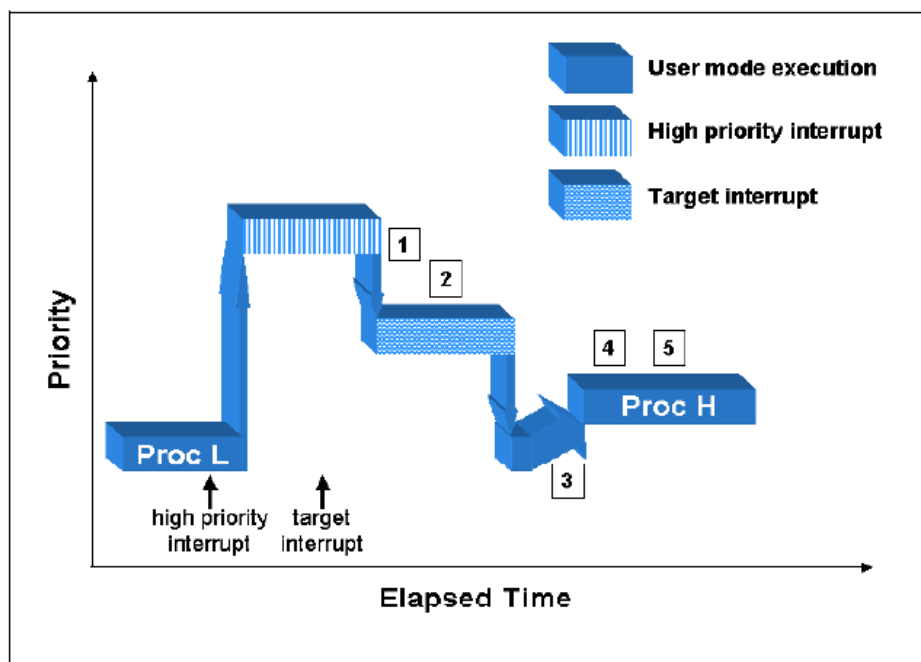 User mode execution
High priority interrupt
Target interrupt
1
2
4 5
Proc H
Proc L
3
high priority
interrupt
target
interrupt
Priority
Elapsed Time